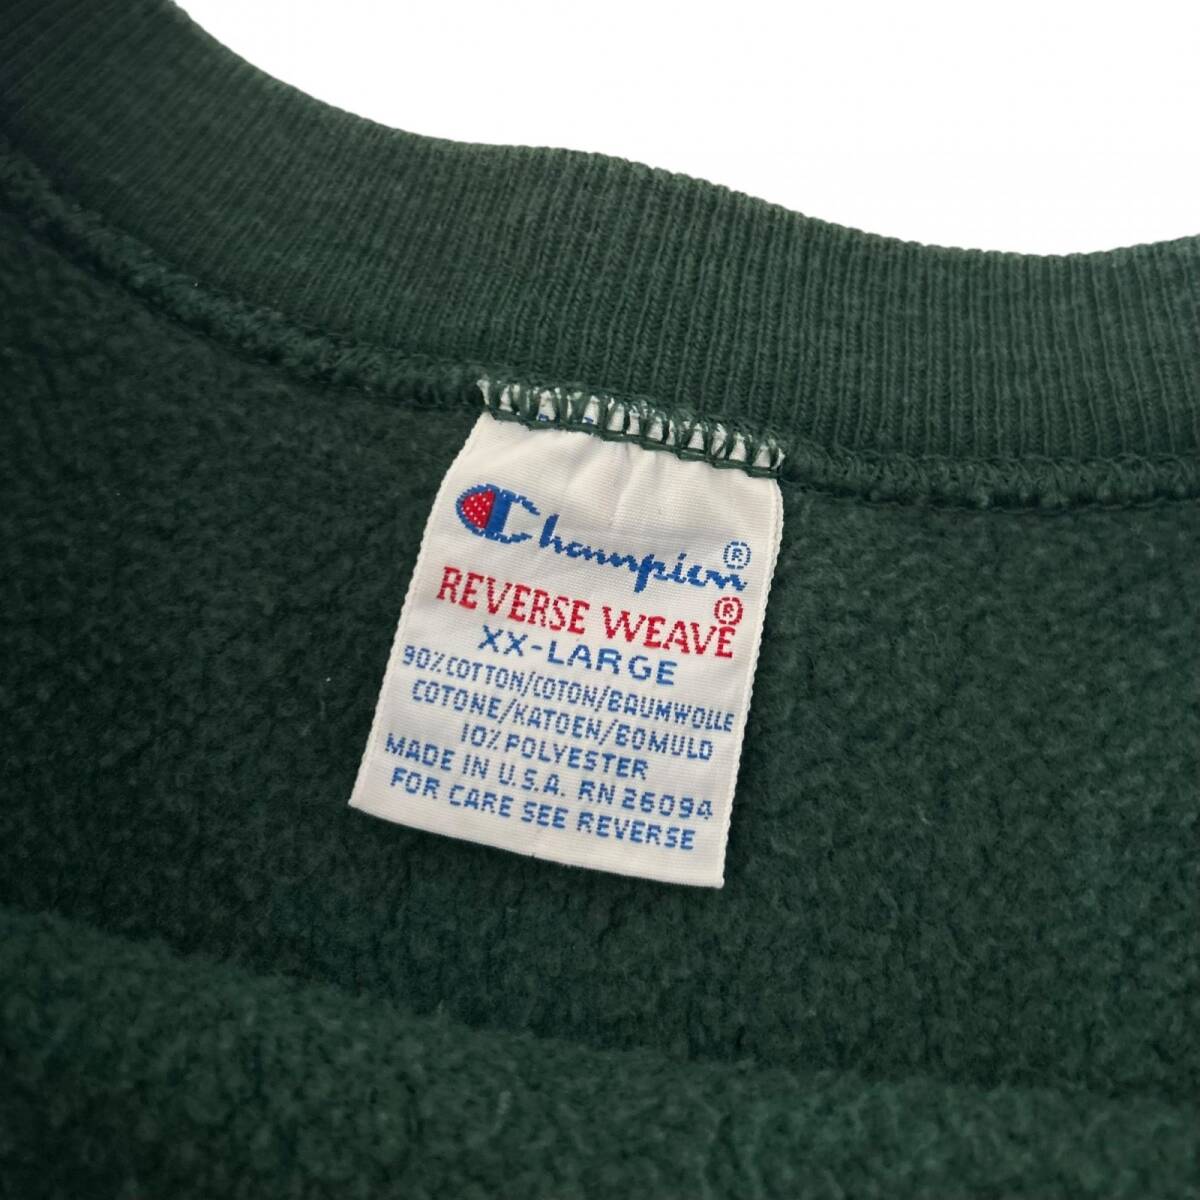 Champion®
REVERSE WEAVE®
XX-LARGE
90% COTTON/COTON/BAUMWOLLE
COTONE/KATOEN/BOMULD
10% POLYESTER
MADE IN U.S.A. RN 26094
FOR CARE SEE REVERSE